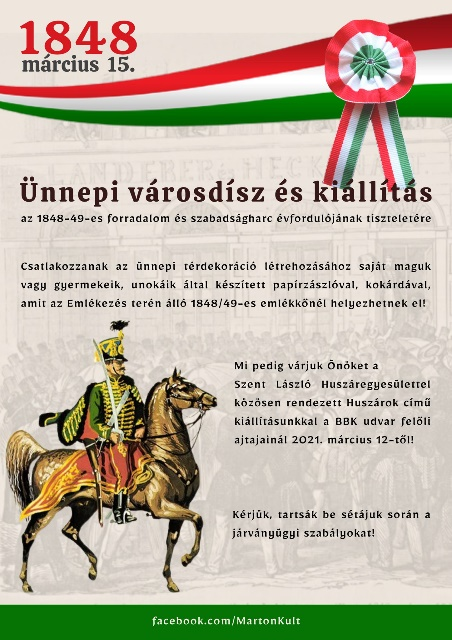 1848
március 15.
Ünnepi városdísz és kiállítás
az 1848-49-es forradalom és szabadságharc évfordulójának tiszteletére
Csatlakozzanak az ünnepi térdekoráció létrehozásához saját maguk
vagy gyermekeik, unokáik által készített papírzászlóval, kokárdával,
amit az Emlékezés terén álló 1848/49-es emlékkőnél helyezhetnek el!
Mi pedig várjuk Önöket a
Szent László Huszáregyesülettel
közösen rendezett Huszárok című
kiállításunkkal a BBK udvar felőli
ajtajainál 2021. március 12-től!
Kérjük, tartsák be sétájuk során a
járványügyi szabályokat!
facebook.com/MartonKult